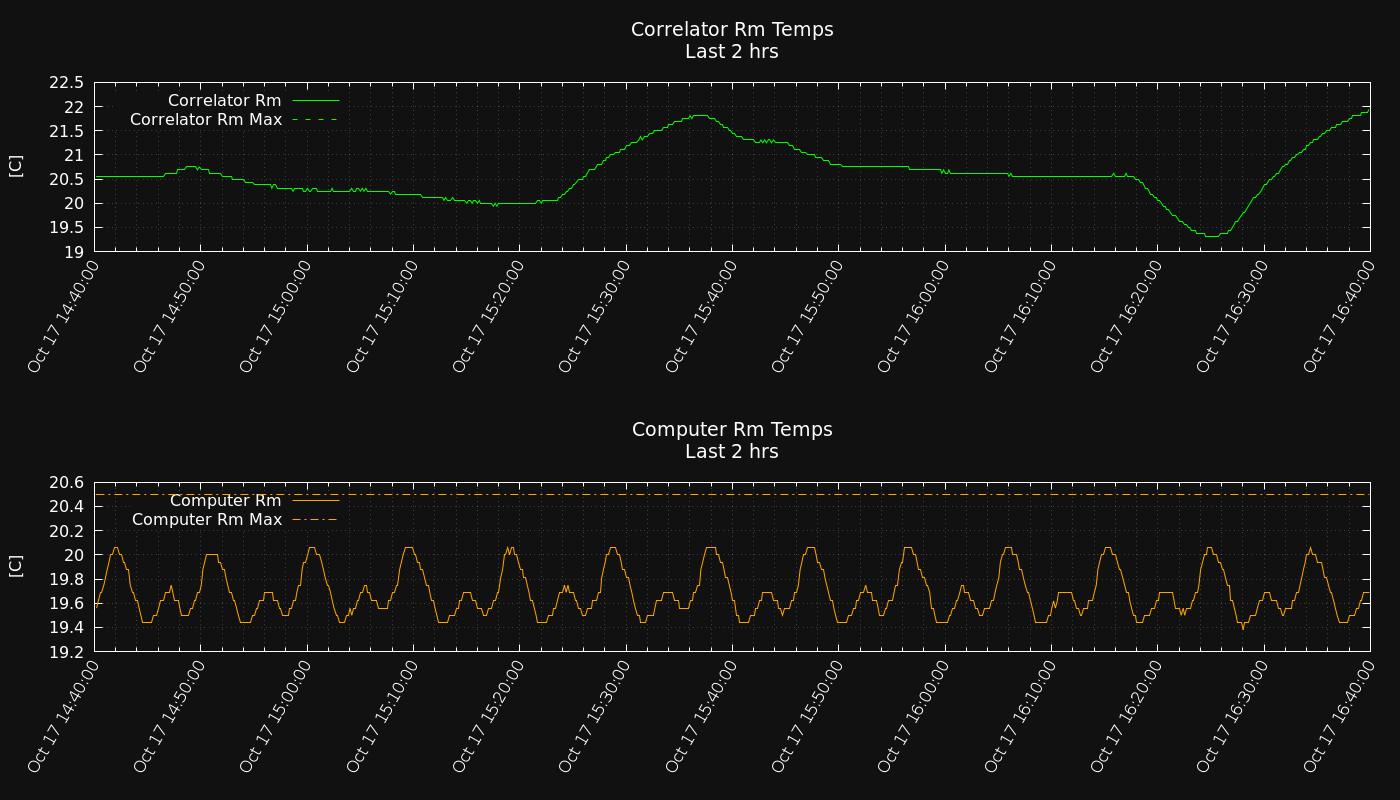 Correlator Rm Temps
Last 2 hrs
22.5
22
21.5
21
20.5
20
19.5
19
[C]
Correlator Rm
Correlator Rm Max
Oct 17 14:40:00
Oct 17 14:50:00
Oct 17 15:00:00
Oct 17 15:10:00
Oct 17 15:20:00
Oct 17 15:30:00
Oct 17 15:40:00
Oct 17 15:50:00
Oct 17 16:00:00
Oct 17 16:10:00
Oct 17 16:20:00
Oct 17 16:30:00
Oct 17 16:40:00
Computer Rm Temps
Last 2 hrs
20.6
20.4
20.2
20
19.8
19.6
19.4
19.2
[C]
Computer Rm
Computer Rm Max
Oct 17 14:40:00
Oct 17 14:50:00
Oct 17 15:00:00
Oct 17 15:10:00
Oct 17 15:20:00
Oct 17 15:30:00
Oct 17 15:40:00
Oct 17 15:50:00
Oct 17 16:00:00
Oct 17 16:10:00
Oct 17 16:20:00
Oct 17 16:30:00
Oct 17 16:40:00